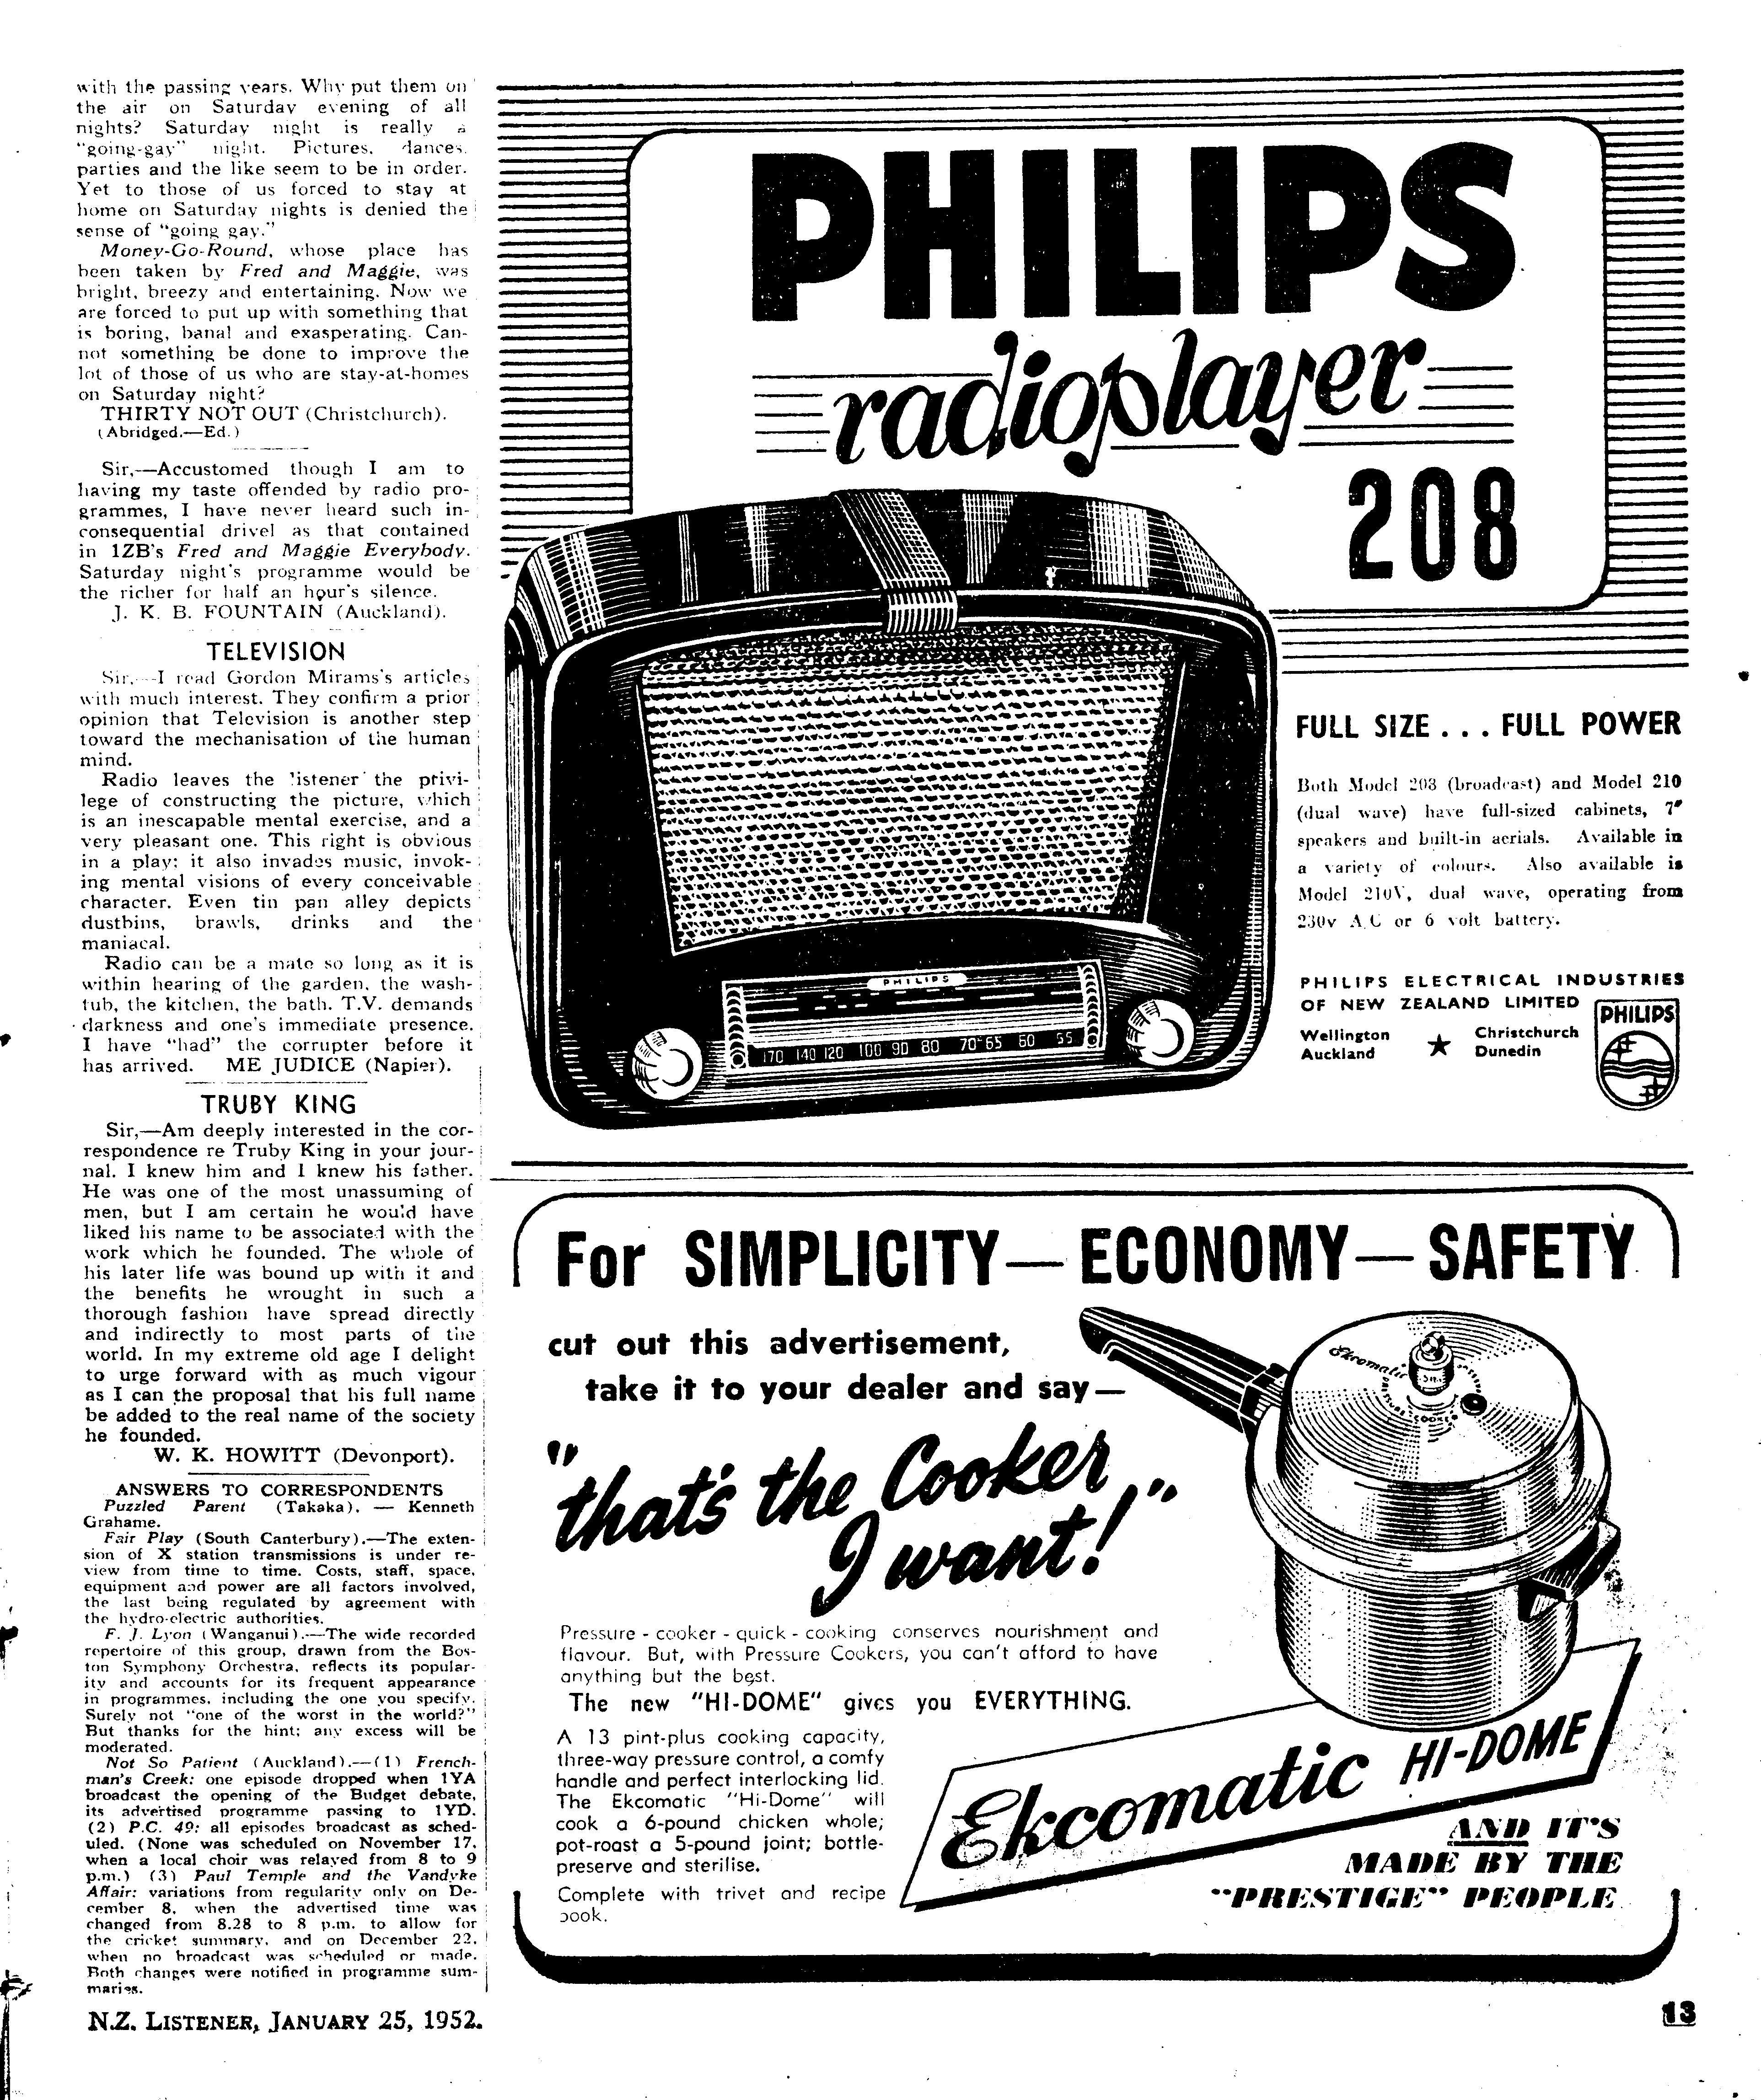 with the passing years. Why put them on
the air on Saturday evening of all
nights? Saturday night is really a
"going-gay" night. Pictures, dances,
parties and the like seem to be in order.
Yet to those of us forced to stay at
home on Saturday nights is denied the
sense of "going gay."
Money-Go-Round, whose place has
been taken by Fred and Maggie, was
bright, breezy and entertaining. Now we
are forced to put up with something that
is boring, banal and exasperating. Can-
not something be done to improve the
lot of those of us who are stay-at-homes
on Saturday night?
THIRTY NOT OUT (Christchurch).
(Abridged.—Ed.)
Sir,—Accustomed though I am to
having my taste offended by radio pro-
grammes, I have never heard such in-
consequential drivel as that contained
in 1ZB's Fred and Maggie Everybody.
Saturday night's programme would be
the richer for half an hour's silence.
J. K. B. FOUNTAIN (Auckland).
TELEVISION
Sir,—I read Gordon Mirams's articles
with much interest. They confirm a prior
opinion that Television is another step
toward the mechanisation of the human
mind.
Radio leaves the listener the privi-
lege of constructing the picture, which
is an inescapable mental exercise, and a
very pleasant one. This right is obvious
in a play; it also invades music, invok-
ing mental visions of every conceivable
character. Even tin pan alley depicts
dustbins, brawls, drinks and the
maniacal.
Radio can be a mate so long as it is
within hearing of the garden, the wash-
tub, the kitchen, the bath. T.V. demands
darkness and one's immediate presence.
I have "had" the corrupter before it
has arrived. ME JUDICE (Napier).
TRUBY KING
Sir,—Am deeply interested in the cor-
respondence re Truby King in your jour-
nal. I knew him and I knew his father.
He was one of the most unassuming of
men, but I am certain he would have
liked his name to be associated with the
work which he founded. The whole of
his later life was bound up with it and
the benefits he wrought in such a
thorough fashion have spread directly
and indirectly to most parts of the
world. In my extreme old age I delight
to urge forward with as much vigour
as I can the proposal that his full name
be added to the real name of the society
he founded.
W. K. HOWITT (Devonport).
ANSWERS TO CORRESPONDENTS
Puzzled Parent (Takaka). — Kenneth
Grahame.
Fair Play (South Canterbury).—The exten-
sion of X station transmissions is under re-
view from time to time. Costs, staff, space,
equipment and power are all factors involved,
the last being regulated by agreement with
the hydro-electric authorities.
F. J. Lyon (Wanganui).—The wide recorded
repertoire of this group, drawn from the Bos-
ton Symphony Orchestra, reflects its popular-
ity and accounts for its frequent appearance
in programmes, including the one you specify.
Surely not "one of the worst in the world?"
But thanks for the hint; any excess will be
moderated.
Not So Patient (Auckland).—(1) French-
man's Creek: one episode dropped when 1YA
broadcast the opening of the Budget debate,
its advertised programme passing to 1YD.
(2) P.C. 49: all episodes broadcast as sched-
uled. (None was scheduled on November 17,
when a local choir was relayed from 8 to 9
p.m.) (3) Paul Temple and the Vandyke
Affair: variations from regularity only on De-
cember 8, when the advertised time was
changed from 8.28 to 8 p.m. to allow for
the cricket summary, and on December 22,
when no broadcast was scheduled or made.
Both changes were notified in programme sum-
maries.
PHILIPS
radioplayer
208
PHILIPS
170 140 120 100 90 80 70 65 60 55
FULL SIZE . . . FULL POWER
Both Model 208 (broadcast) and Model 210
(dual wave) have full-sized cabinets, 7"
speakers and built-in aerials. Available in
a variety of colours. Also available is
Model 210V, dual wave, operating from
230v A.C or 6 volt battery.
PHILIPS ELECTRICAL INDUSTRIES
OF NEW ZEALAND LIMITED
Wellington ★ Christchurch
Auckland Dunedin
PHILIPS
For SIMPLICITY — ECONOMY — SAFETY
cut out this advertisement,
take it to your dealer and say—
"that's the Cooker
I want!"
Ekcomatic
PRESSURE COOKER
Pressure - cooker - quick - cooking conserves nourishment and
flavour. But, with Pressure Cookers, you can't afford to have
anything but the best.
The new "HI-DOME" gives you EVERYTHING.
A 13 pint-plus cooking capacity,
three-way pressure control, a comfy
handle and perfect interlocking lid.
The Ekcomatic "Hi-Dome" will
cook a 6-pound chicken whole;
pot-roast a 5-pound joint; bottle-
preserve and sterilise.
Complete with trivet and recipe
book.
Ekcomatic HI-DOME
AND IT'S
MADE BY THE
"PRESTIGE" PEOPLE
N.Z. LISTENER, JANUARY 25, 1952.
13